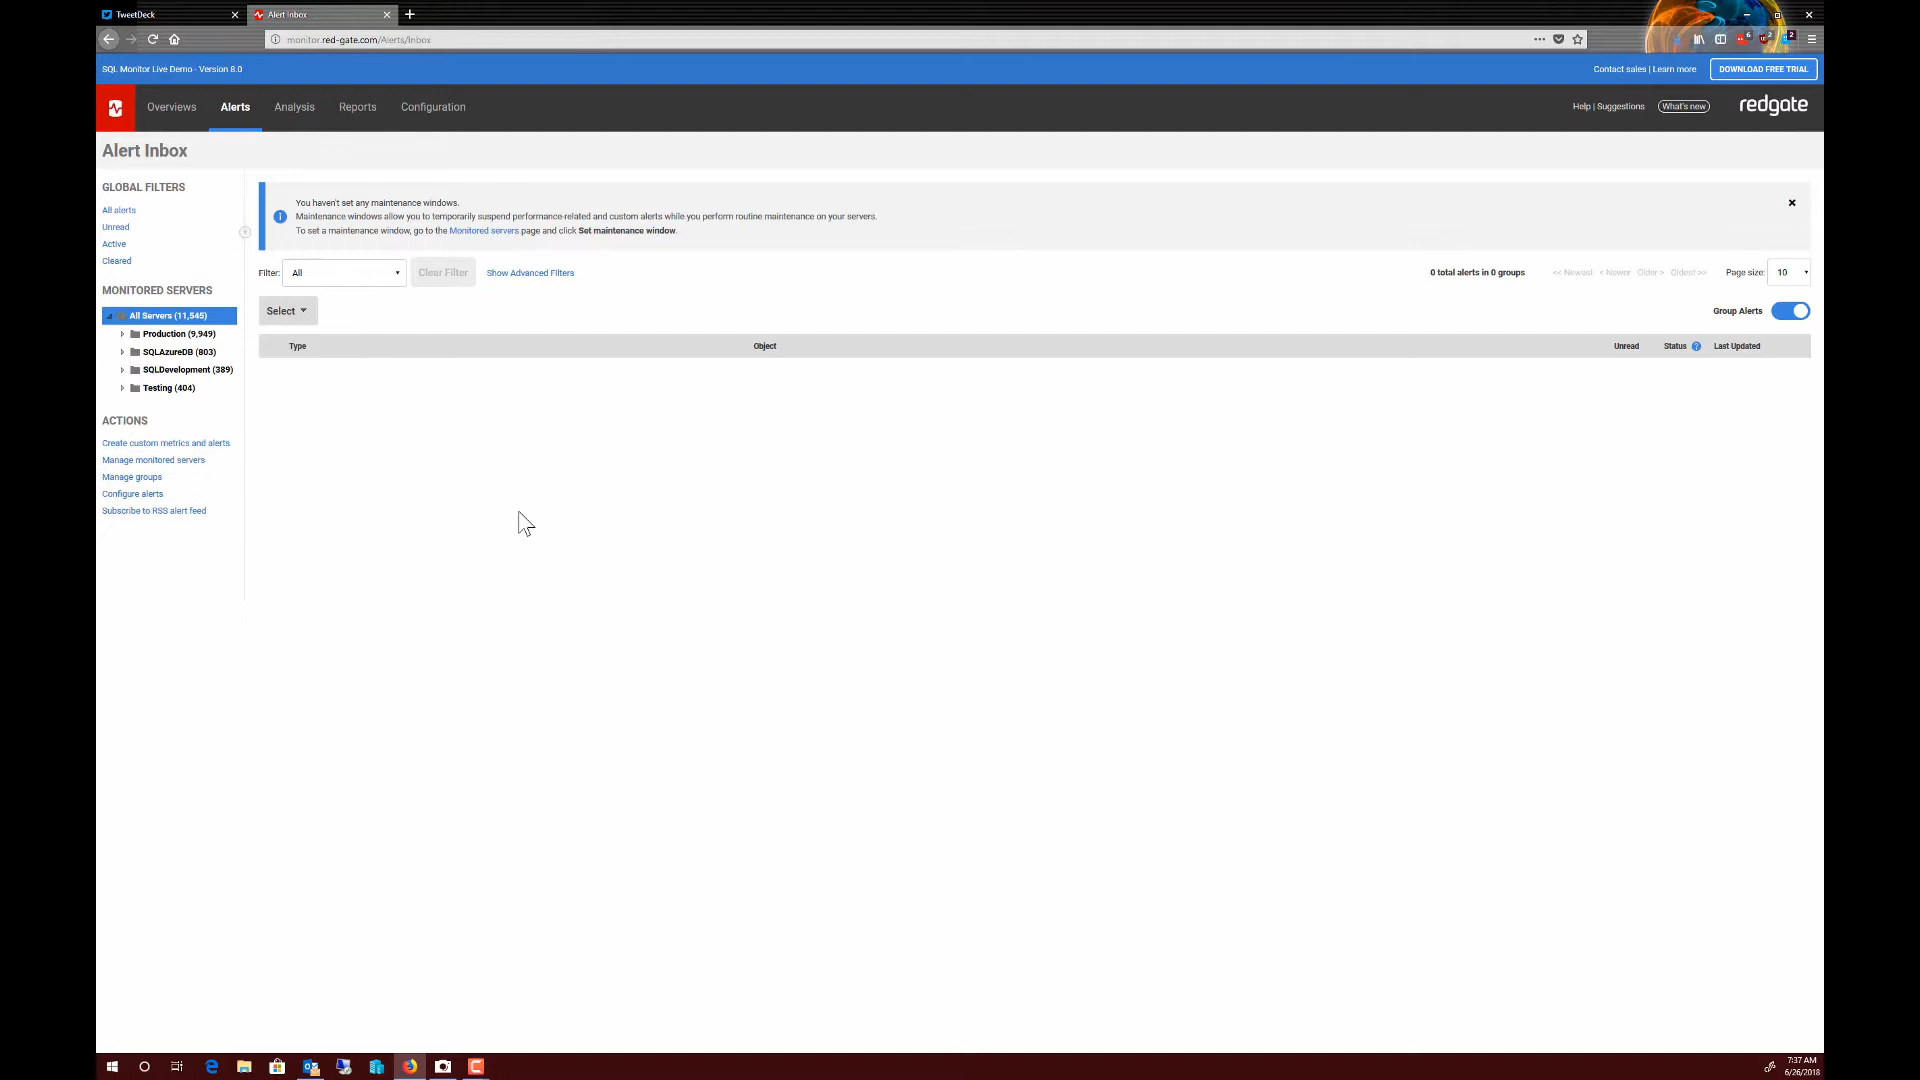 TweetDeck
Alert Inbox
monitor.red-gate.com/Alerts/Inbox
6
2
2
SQL Monitor Live Demo - Version 8.0
Contact sales | Learn more
DOWNLOAD FREE TRIAL
Overviews
Alerts
Analysis
Reports
Configuration
Help | Suggestions
What's new
redgate
Alert Inbox
GLOBAL FILTERS
All alerts
Unread
Active
Cleared
MONITORED SERVERS
All Servers (11,545)
Production (9,949)
SQLAzureDB (803)
SQLDevelopment (389)
Testing (404)
ACTIONS
Create custom metrics and alerts
Manage monitored servers
Manage groups
Configure alerts
Subscribe to RSS alert feed
You haven't set any maintenance windows.
Maintenance windows allow you to temporarily suspend performance-related and custom alerts while you perform routine maintenance on your servers.
To set a maintenance window, go to the Monitored servers page and click Set maintenance window.
Filter: All
Clear Filter
Show Advanced Filters
0 total alerts in 0 groups
<< Newest < Newer Older > Oldest >>
Page size: 10
Select
Group Alerts
Type
Object
Unread
Status
Last Updated
7:37 AM
6/26/2018